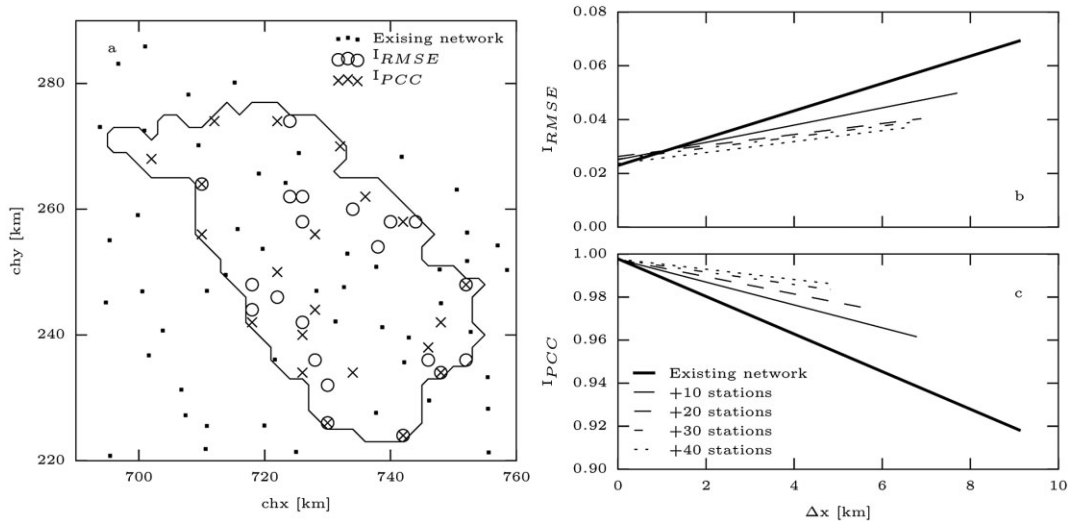 a
Exising network
I_RMSE
I_PCC
280
260
240
220
700
720
740
760
chx [km]
chy [km]
0.08
0.06
0.04
0.02
0.00
I_RMSE
b
1.00
0.98
0.96
0.94
0.92
0.90
I_PCC
c
Existing network
+10 stations
+20 stations
+30 stations
+40 stations
0
2
4
6
8
10
Δx [km]